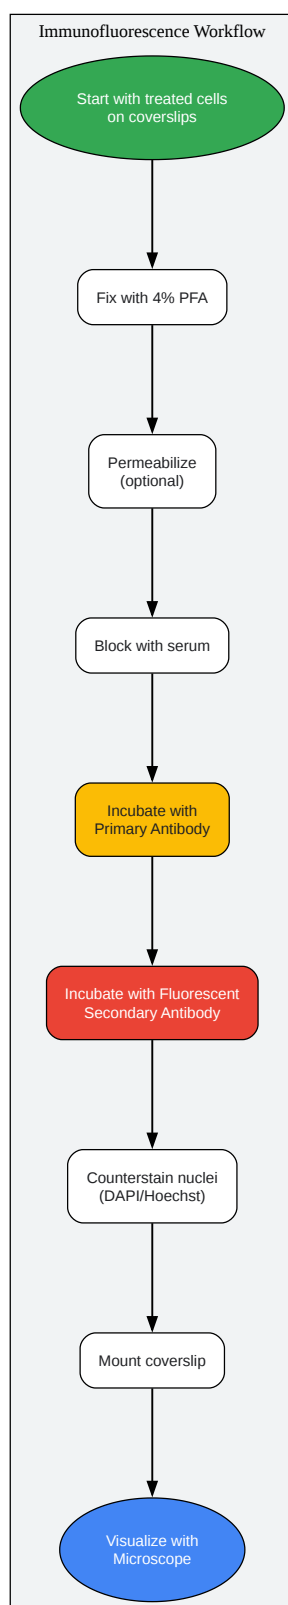 Immunofluorescence Workflow
Start with treated cells
on coverslips
Fix with 4% PFA
Permeabilize
(optional)
Block with serum
Incubate with
Primary Antibody
Incubate with Fluorescent
Secondary Antibody
Counterstain nuclei
(DAPI/Hoechst)
Mount coverslip
Visualize with
Microscope